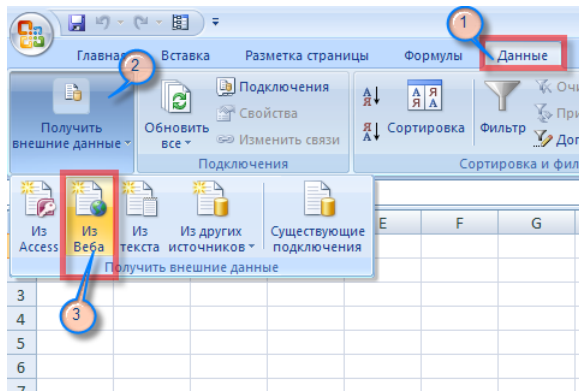 1
Главная Вставка Разметка страницы Формулы Данные
2
Подключения
Свойства
Изменить связи
Получить внешние данные
Обновить все
Сортировка
Фильтр
Подключения
Из Access
Из Веба
Из текста
Из других источников
Существующие подключения
Получить внешние данные
E F G
3
3
4
5
6
7